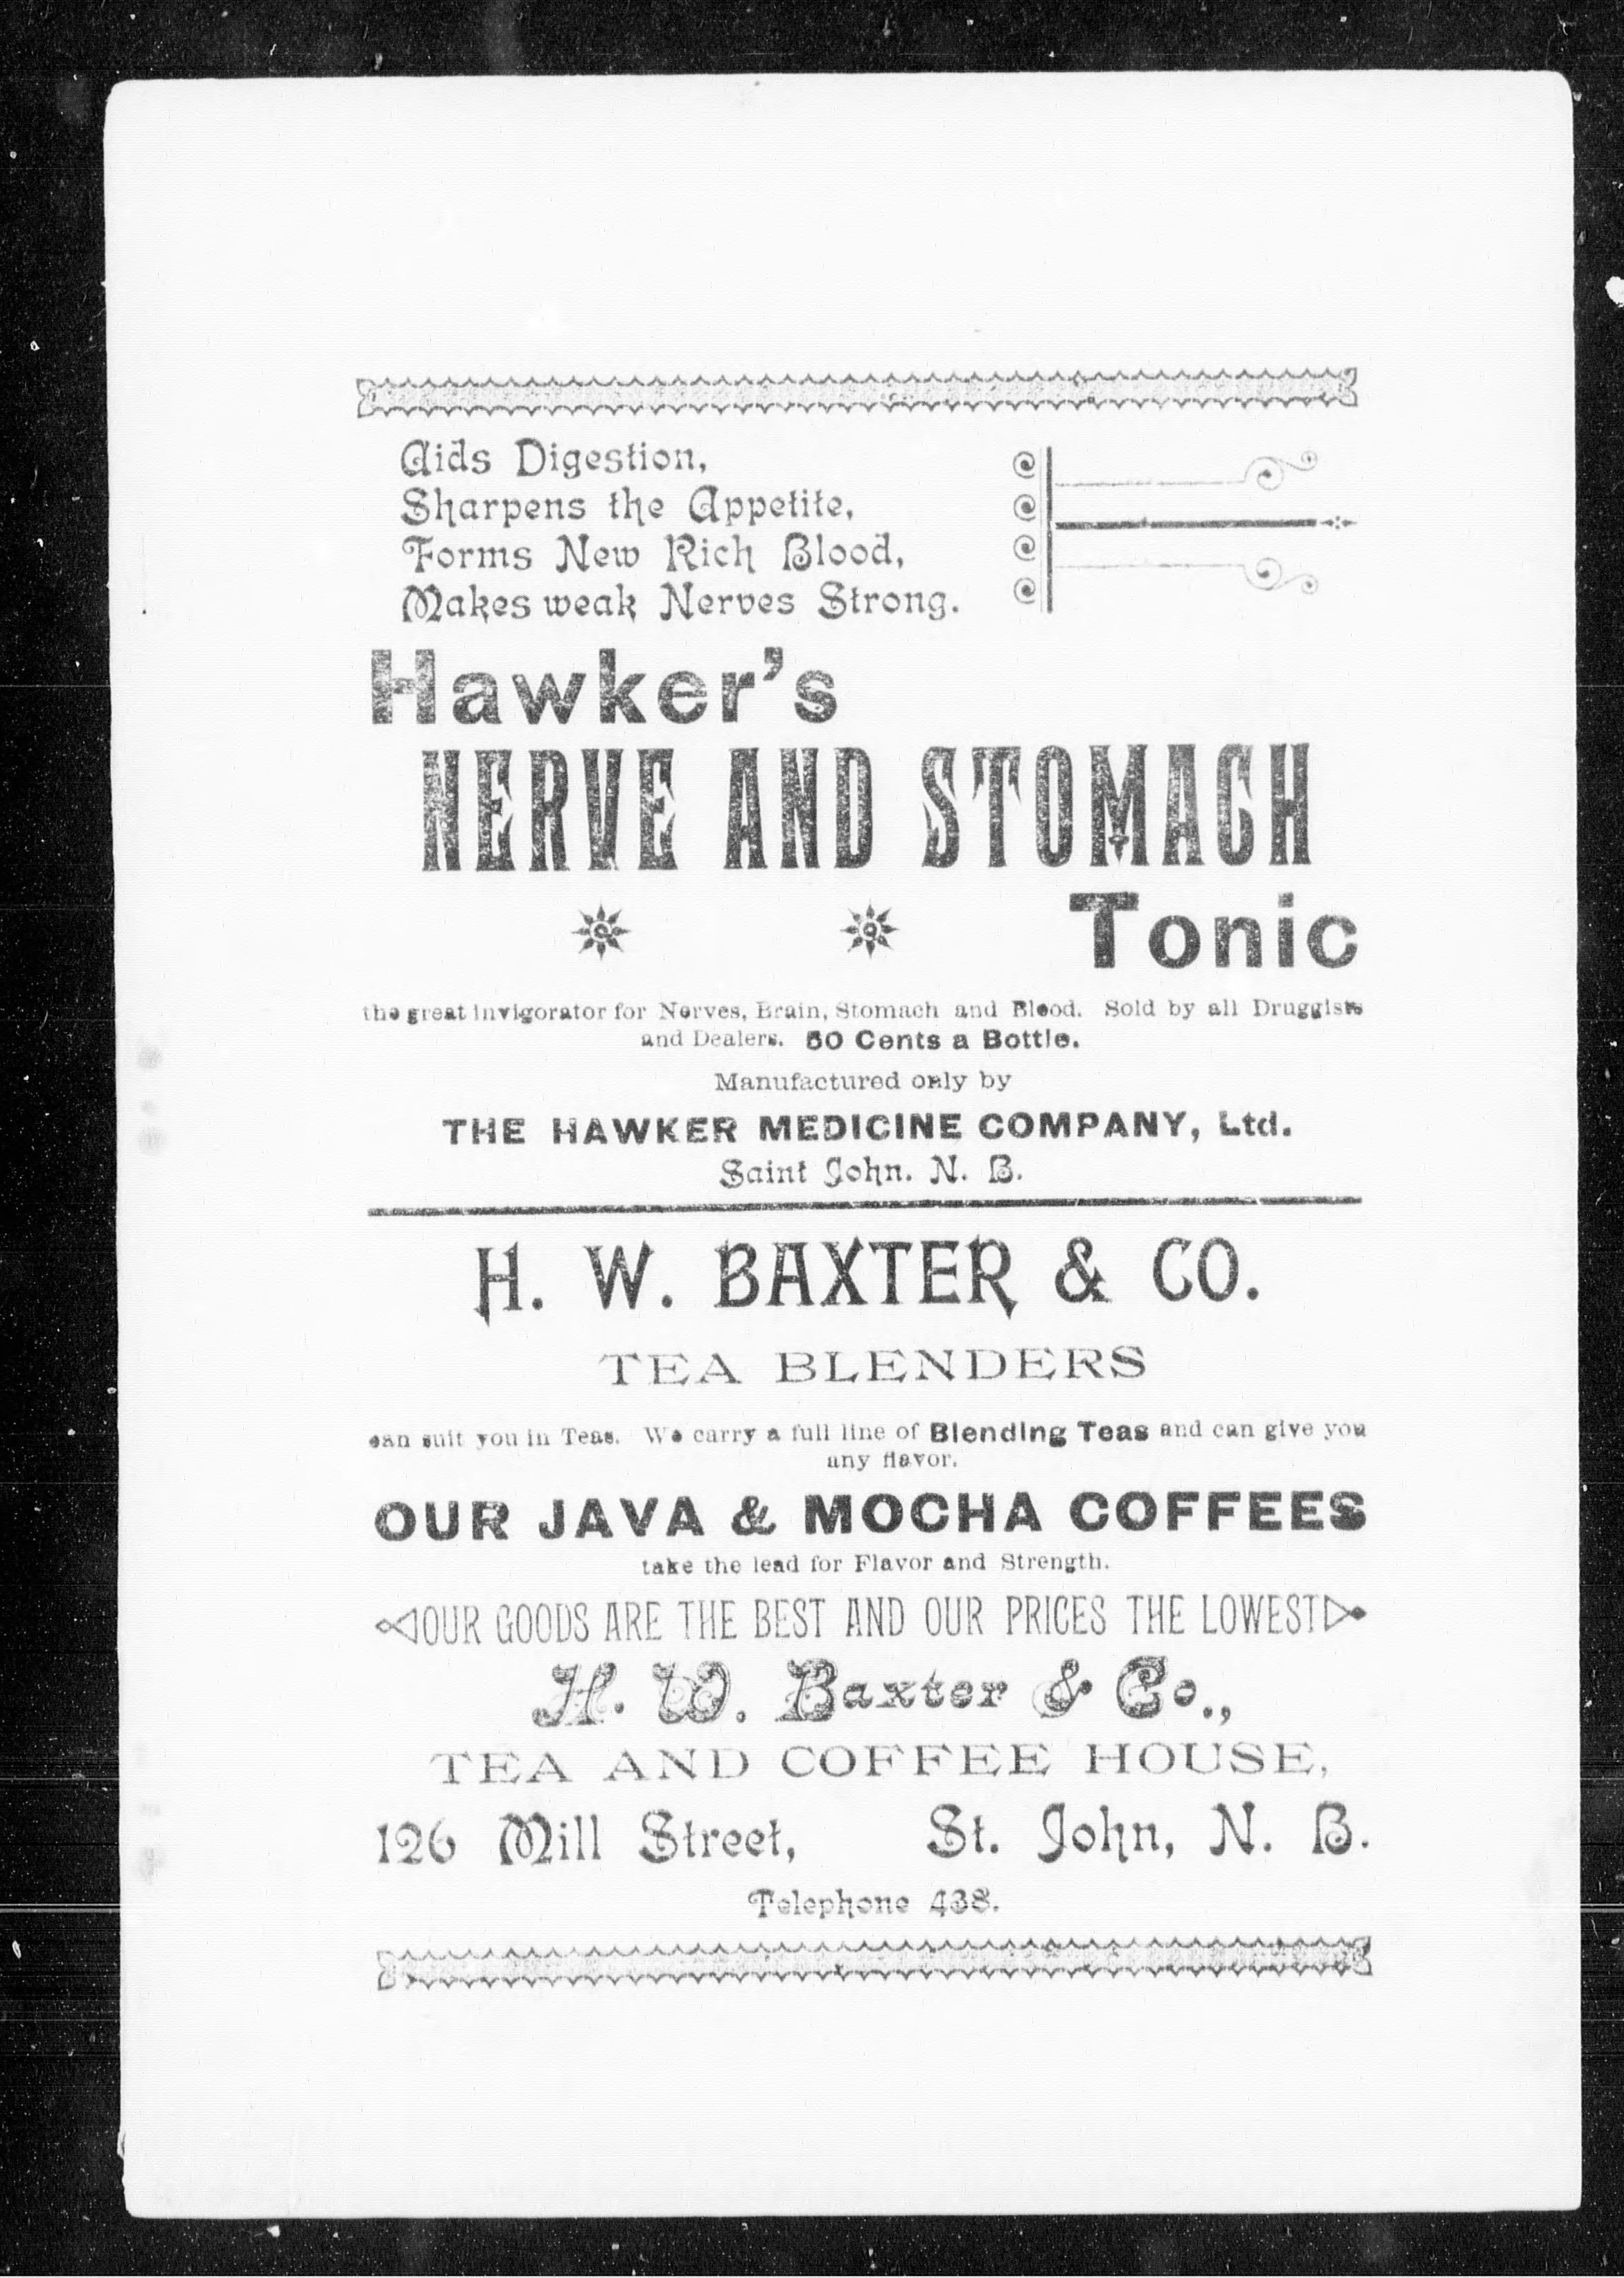 Aids Digestion,
Sharpens the Appetite,
Forms New Rich Blood,
Makes weak Nerves Strong.
Hawker's
NERVE AND STOMACH
Tonic
the great invigorator for Nerves, Brain, Stomach and Blood. Sold by all Druggists
and Dealers. 50 Cents a Bottle.
Manufactured only by
THE HAWKER MEDICINE COMPANY, Ltd.
Saint John. N. B.
H. W. BAXTER & CO.
TEA BLENDERS
can suit you in Teas. We carry a full line of Blending Teas and can give you
any flavor.
OUR JAVA & MOCHA COFFEES
take the lead for Flavor and Strength.
OUR GOODS ARE THE BEST AND OUR PRICES THE LOWEST
H. W. Baxter & Co.,
TEA AND COFFEE HOUSE,
126 Mill Street, St. John, N. B.
Telephone 438.